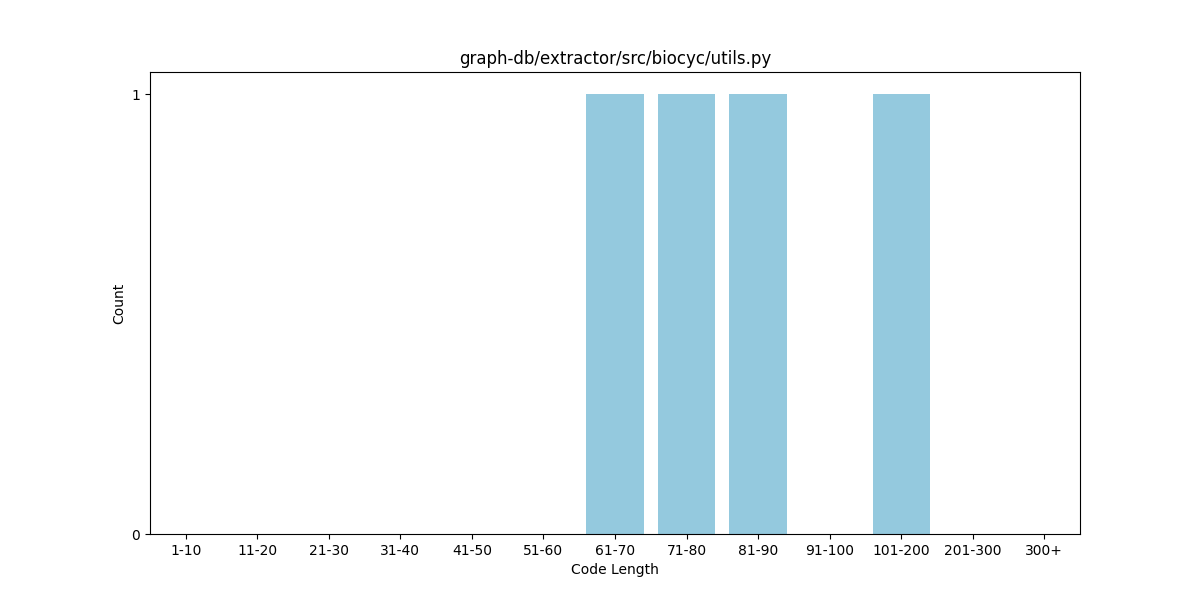 graph-db/extractor/src/biocyc/utils.py
1
0
Count
1-10 11-20 21-30 31-40 41-50 51-60 61-70 71-80 81-90 91-100 101-200 201-300 300+
Code Length